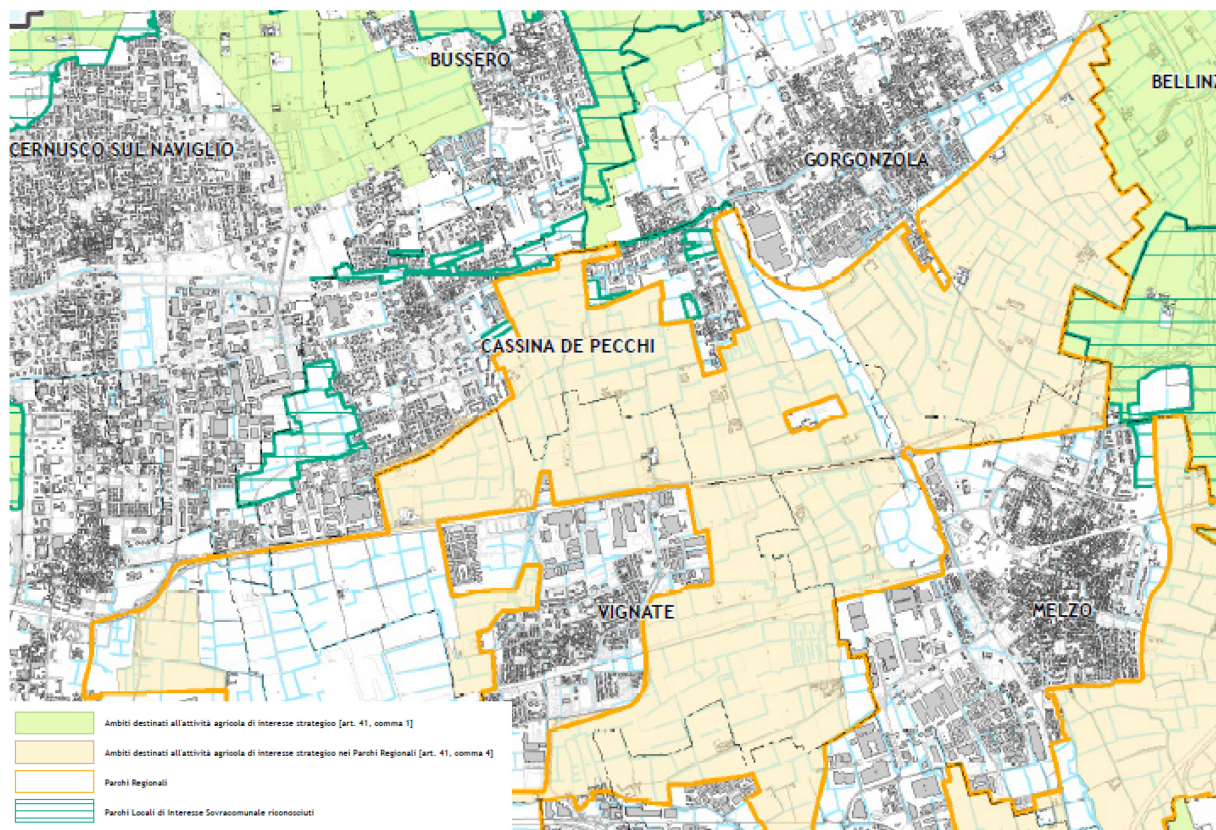 BUSSERO
BELLINZ
CERNUSCO SUL NAVIGLIO
GORGONZOLA
CASSINA DE PECCHI
VIGNATE
MELZO
Ambiti destinati all'attività agricola di interesse strategico [art. 41, comma 1]
Ambiti destinati all'attività agricola di interesse strategico nei Parchi Regionali [art. 41, comma 4]
Parchi Regionali
Parchi Locali di Interesse Sovracomunale riconosciuti